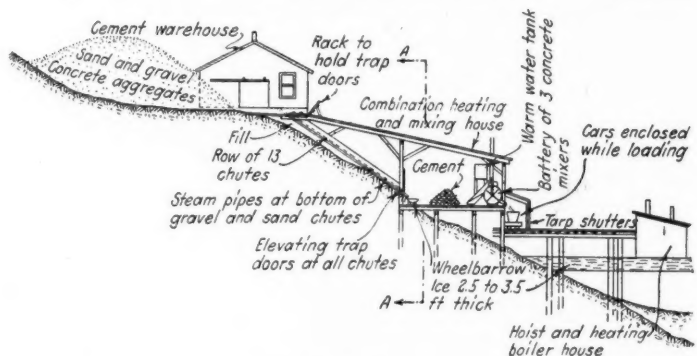 Cement warehouse
Sand and gravel
Concrete aggregates
Rack to
hold trap
doors
A
Combination heating
and mixing house
Warm water tank
Battery of 3 concrete
mixers
Cars enclosed
while loading
Fill
Row of 13
chutes
Cement
Steam pipes at bottom of
gravel and sand chutes
Tarp shutters
Elevating trap
doors at all chutes
Wheelbarrow
Ice 2.5 to 3.5
ft thick
A
Hoist and heating
boiler house